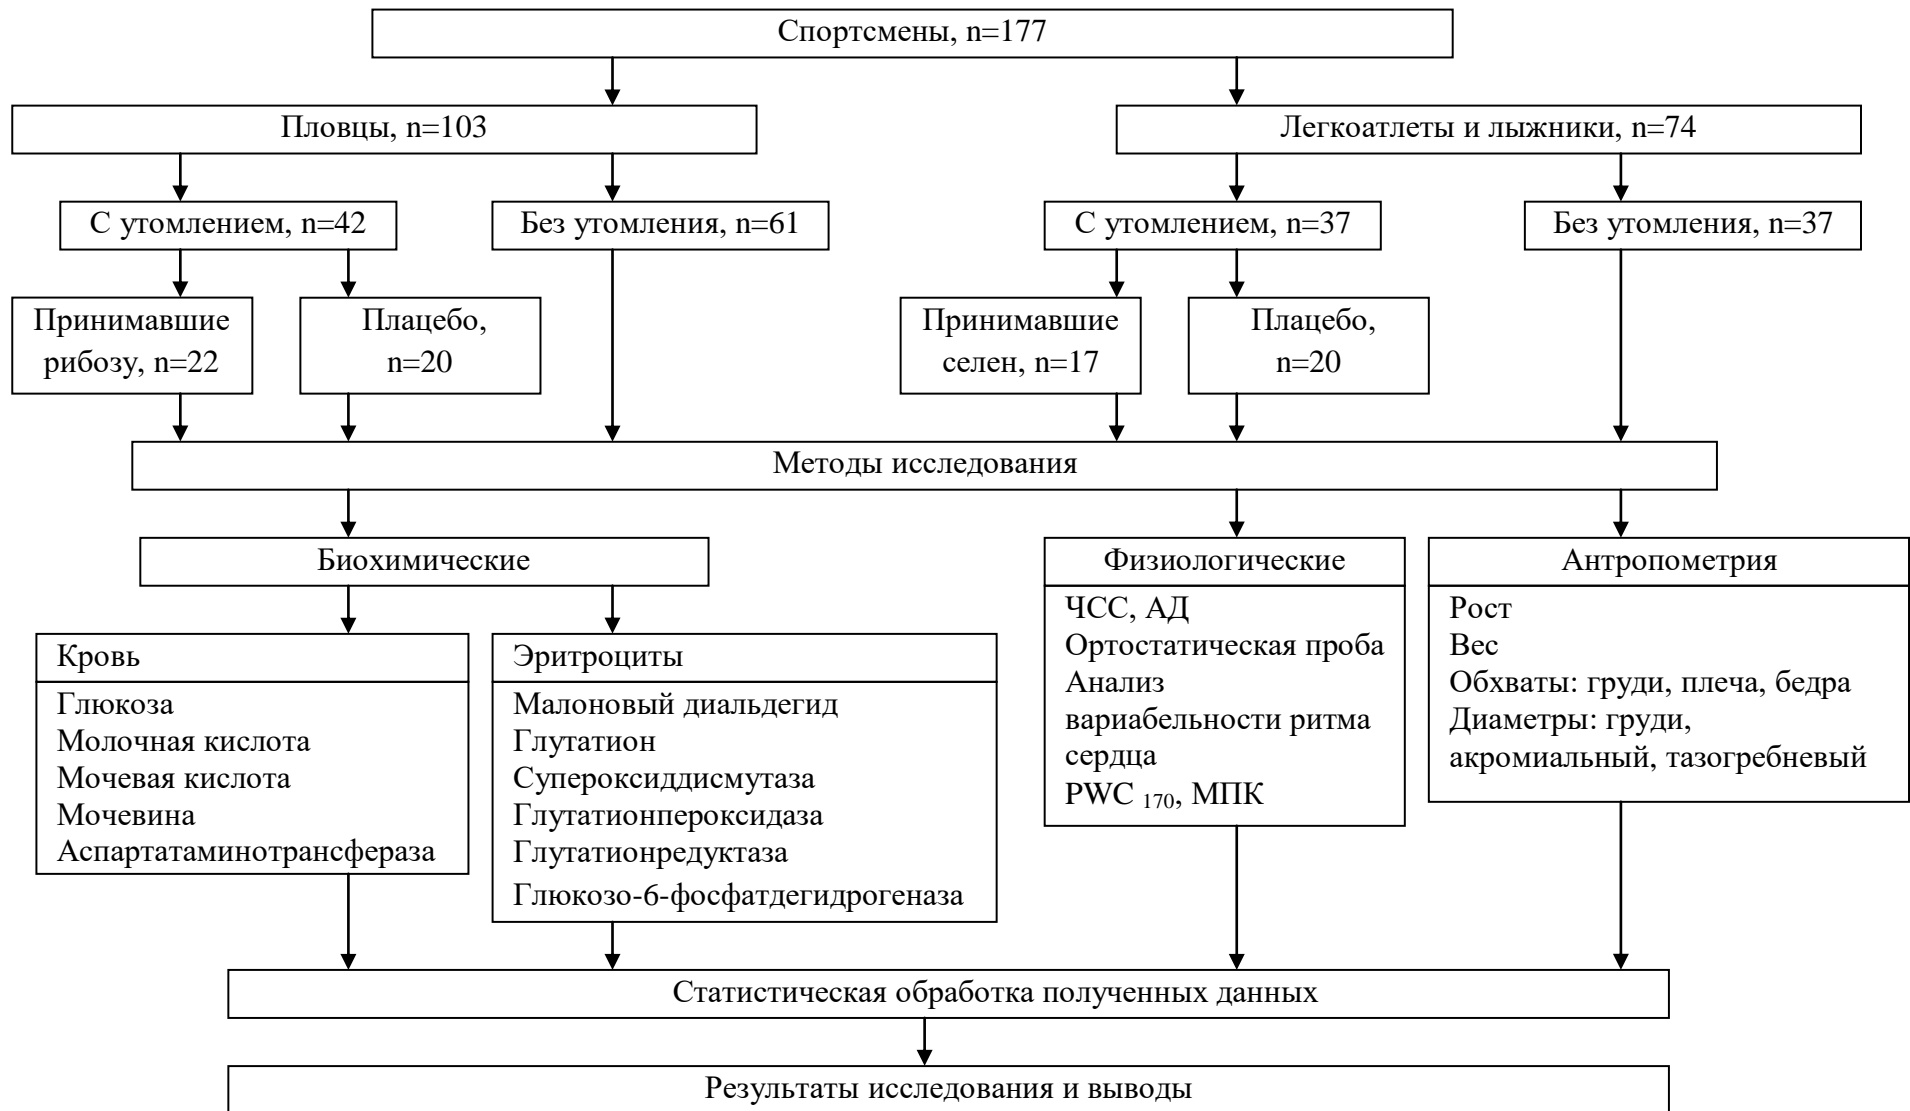 Спортсмены, n=177
Пловцы, n=103
Легкоатлеты и лыжники, n=74
С утомлением, n=42
Без утомления, n=61
С утомлением, n=37
Без утомления, n=37
Принимавшие
рибозу, n=22
Плацебо,
n=20
Принимавшие
селен, n=17
Плацебо,
n=20
Методы исследования
Биохимические
Физиологические
Антропометрия
Кровь
Глюкоза
Молочная кислота
Мочевая кислота
Мочевина
Аспартатаминотрансфераза
Эритроциты
Малоновый диальдегид
Глутатион
Супероксиддисмутаза
Глутатионпероксидаза
Глутатионредуктаза
Глюкозо-6-фосфатдегидрогеназа
ЧСС, АД
Ортостатическая проба
Анализ
вариабельности ритма
сердца
PWC 170, МПК
Рост
Вес
Обхваты: груди, плеча, бедра
Диаметры: груди,
акромиальный, тазогребневый
Статистическая обработка полученных данных
Результаты исследования и выводы